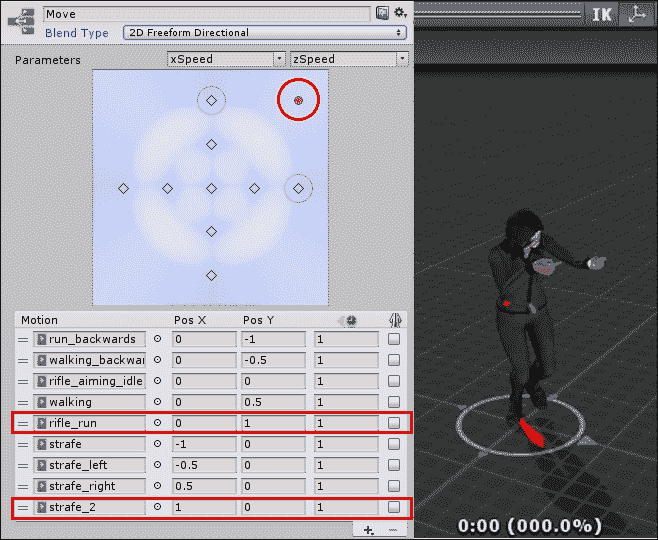 Move
Blend Type 2D Freeform Directional
IK
Parameters xSpeed zSpeed
Motion Pos X Pos Y
run_backwards 0 -1 1
walking_backwar 0 -0.5 1
rifle_aiming_idle 0 0 1
walking 0 0.5 1
rifle_run 0 1 1
strafe -1 0 1
strafe_left -0.5 0 1
strafe_right 0.5 0 1
strafe_2 1 0 1
0:00 (000.0%)